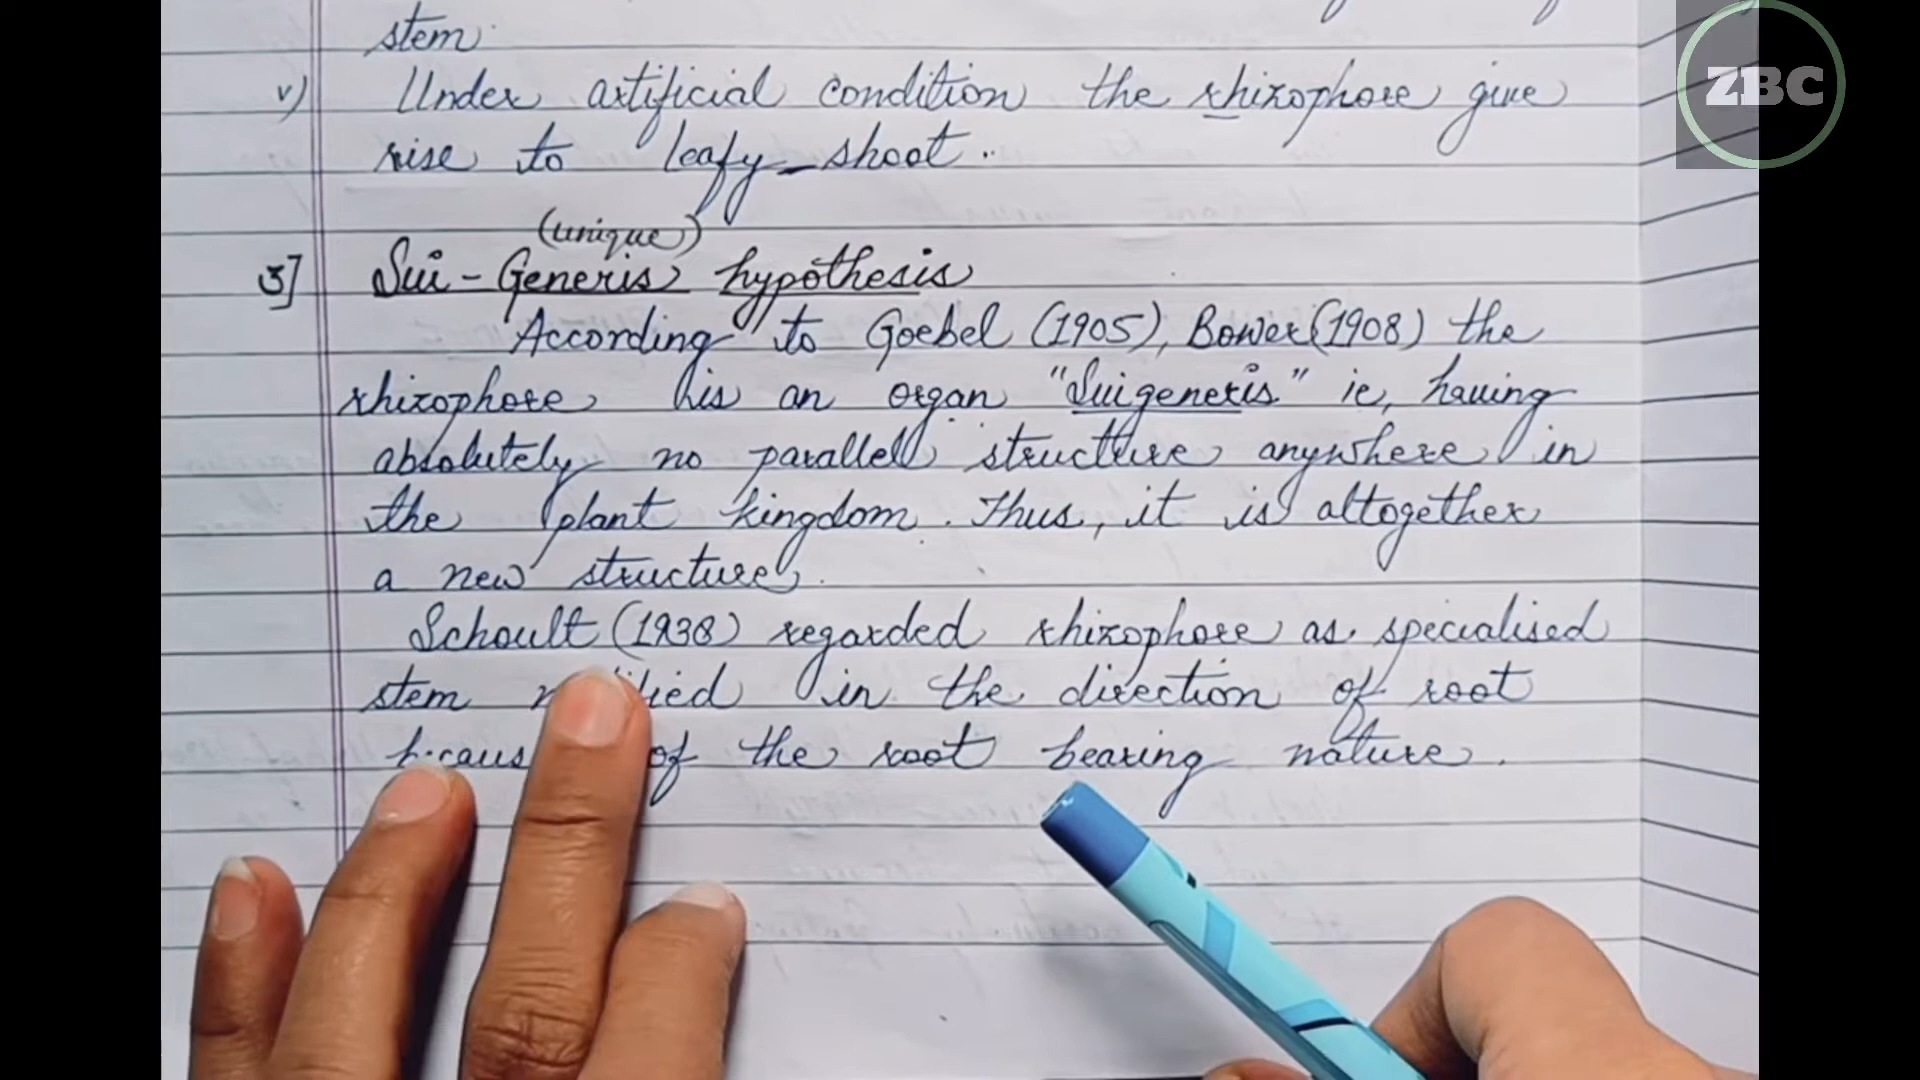 stem.
v) Under artificial condition the rhizophore give
rise to leafy shoot.
(unique)
3] Sui-Generis hypothesis
According to Goebel (1905), Bower (1908) the
rhizophore is an organ "Suigeneris" ie, having
absolutely no parallel structure anywhere in
the plant kingdom. Thus, it is altogether
a new structure.
Schoult (1938) regarded rhizophore as specialised
stem in the direction of root
of the root bearing nature.
ZBC